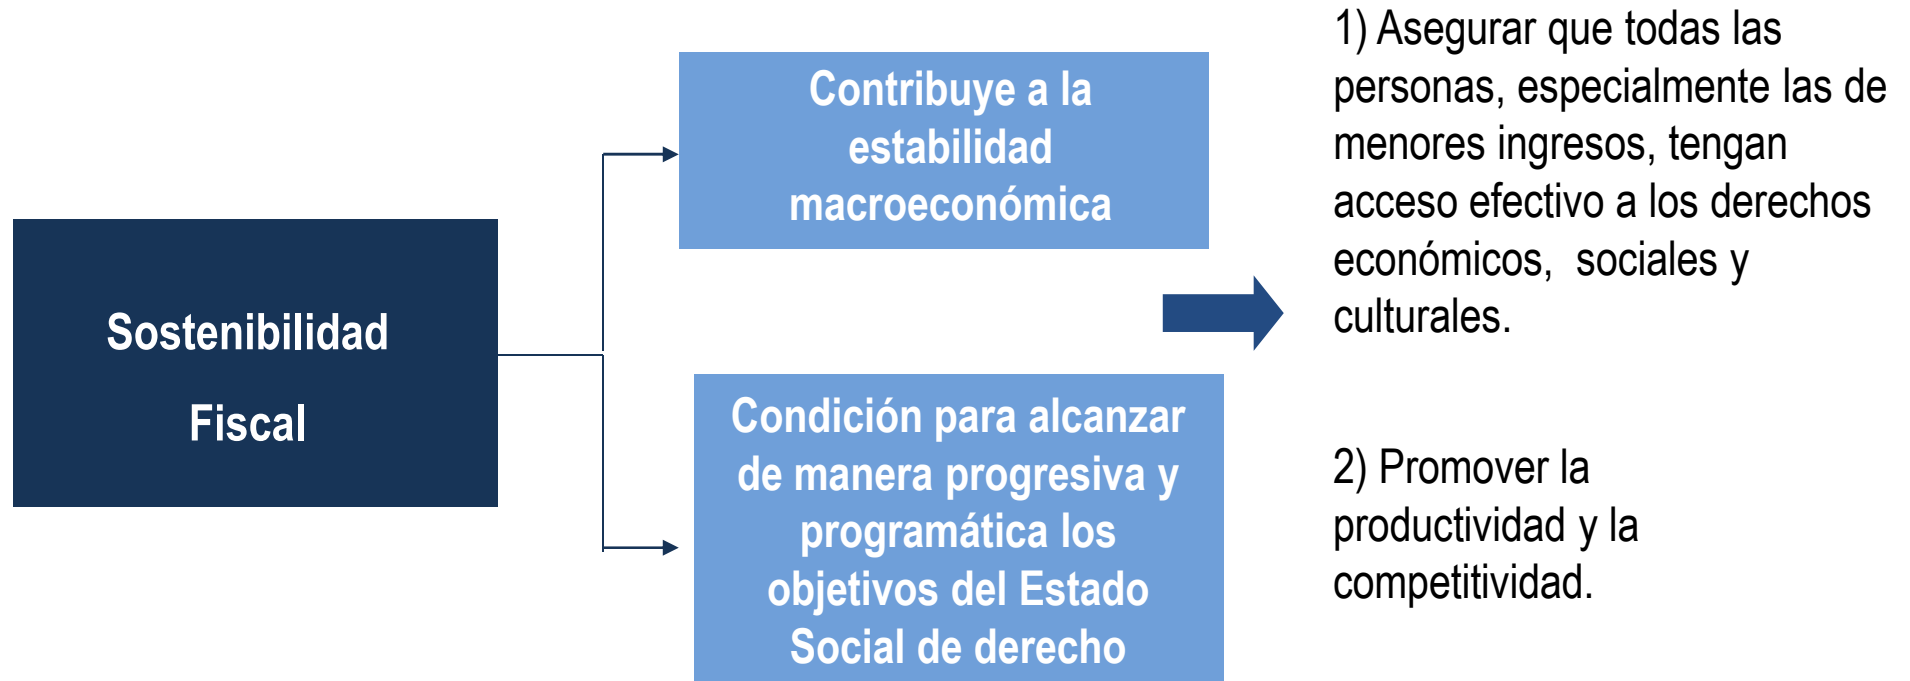 Sostenibilidad
Fiscal
Contribuye a la
estabilidad
macroeconómica
Condición para alcanzar
de manera progresiva y
programática los
objetivos del Estado
Social de derecho
1) Asegurar que todas las
personas, especialmente las de
menores ingresos, tengan
acceso efectivo a los derechos
económicos,  sociales y
culturales.
2) Promover la
productividad y la
competitividad.